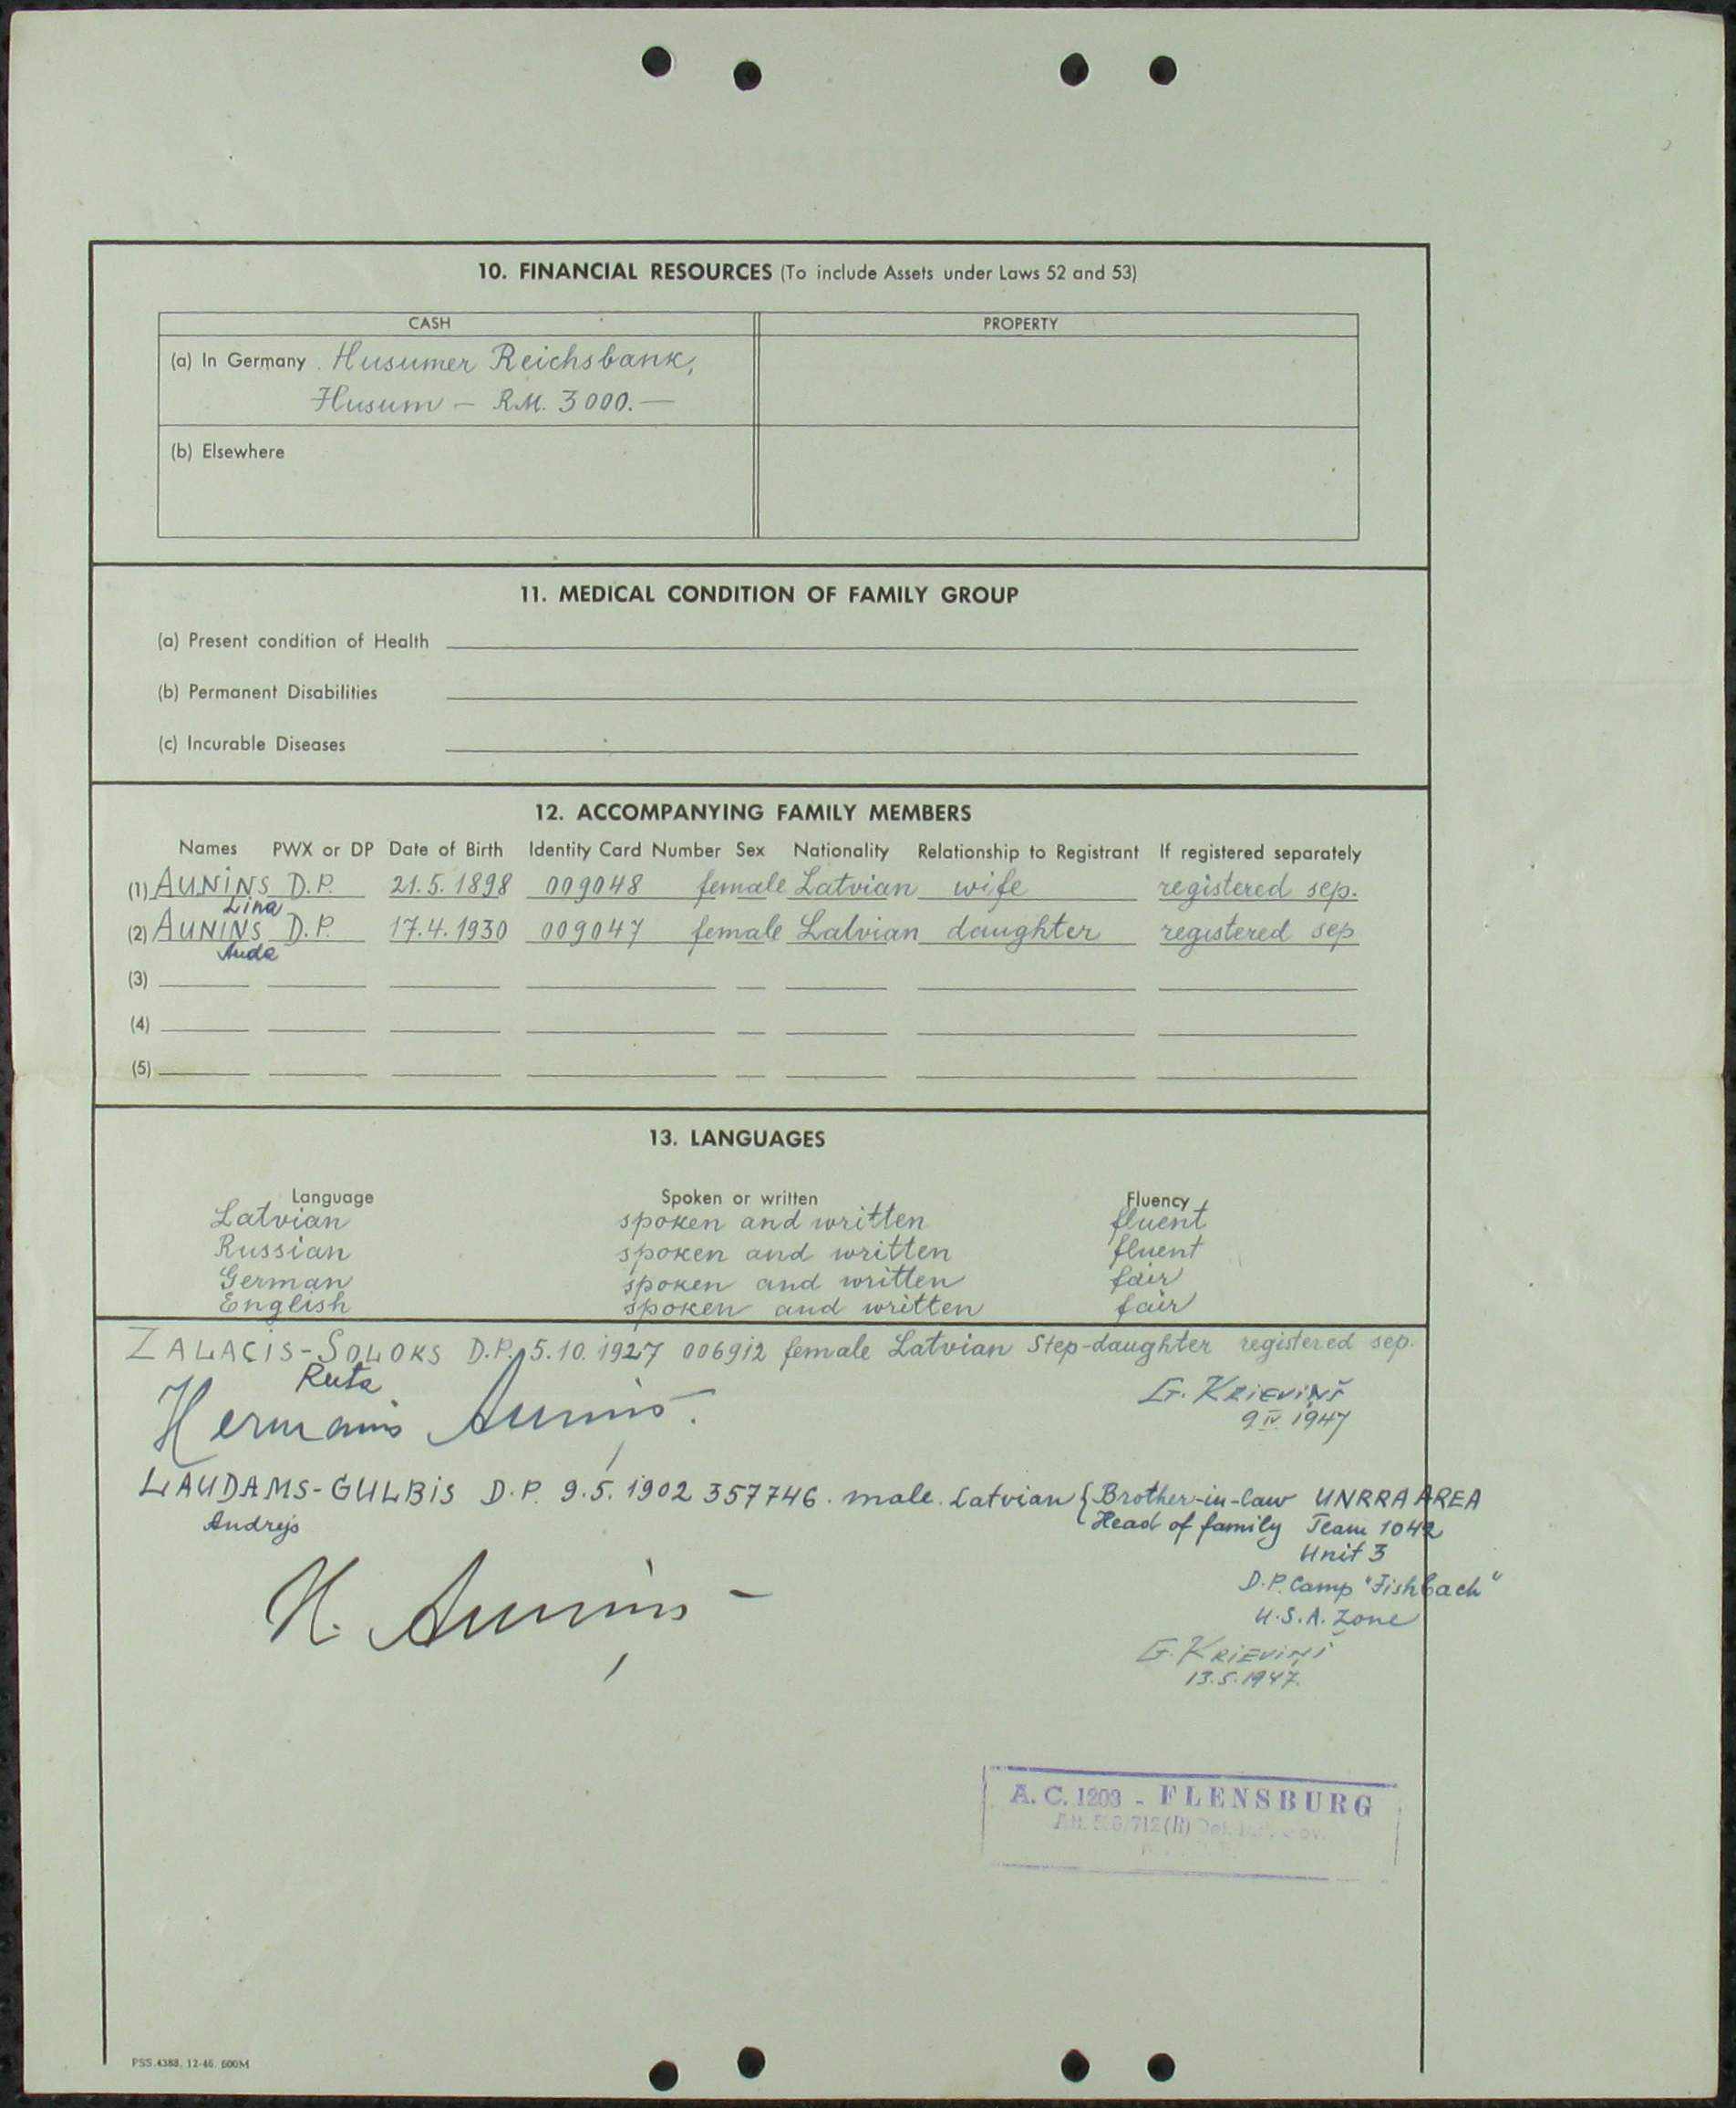 10. FINANCIAL RESOURCES (To include Assets under Laws 52 and 53)
CASH PROPERTY
(a) In Germany Husumer Reichsbank,
Husum — R.M. 3000.—
(b) Elsewhere
11. MEDICAL CONDITION OF FAMILY GROUP
(a) Present condition of Health
(b) Permanent Disabilities
(c) Incurable Diseases
12. ACCOMPANYING FAMILY MEMBERS
Names PWX or DP Date of Birth Identity Card Number Sex Nationality Relationship to Registrant If registered separately
(1) AUNINS D.P. 21.5.1898 009048 female Latvian wife registered sep.
Lina
(2) AUNINS D.P. 17.4.1930 009047 female Latvian daughter registered sep
Auda
(3)
(4)
(5)
13. LANGUAGES
Language Spoken or written Fluency
Latvian spoken and written fluent
Russian spoken and written fluent
German spoken and written fair
English spoken and written fair
ZALACIS-SOLOKS D.P. 5.10.1927 006912 female Latvian Step-daughter registered sep.
Ruta
Hermanis Aunins. G. KRIEVIŅŠ
9 IV 1947
LAUDAMS-GULBIS D.P. 9.5.1902 357746. male. Latvian { Brother-in-law UNRRA AREA
Andrejs Head of family Team 1042
Unit 3
D.P. Camp "Fishbach"
U.S.A. Zone
H. Aunins
G. KRIEVIŅŠ
13.5.1947.
A. C. 1203 - FLENSBURG
PSS.4388. 12-46. 600M